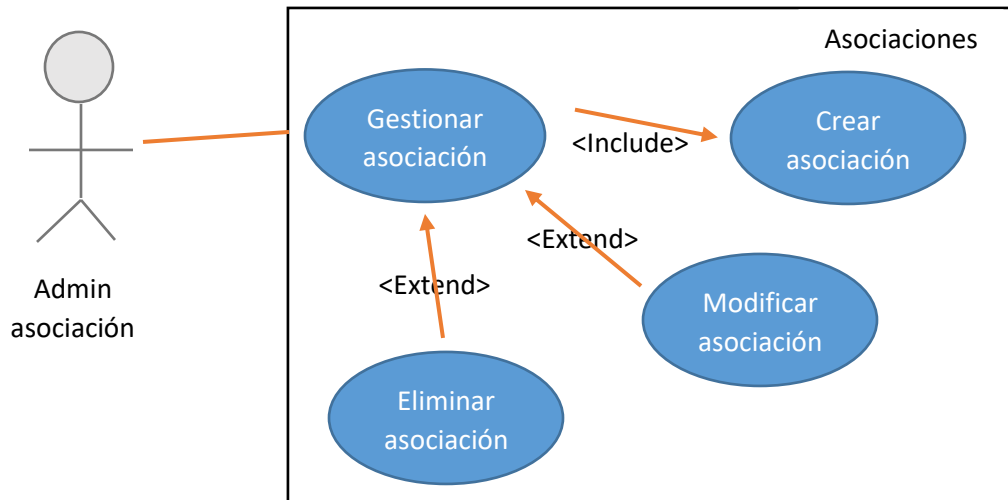 Asociaciones
Gestionar
asociación
<Include>
Crear
asociación
<Extend>
<Extend>
Modificar
asociación
Admin
asociación
Eliminar
asociación